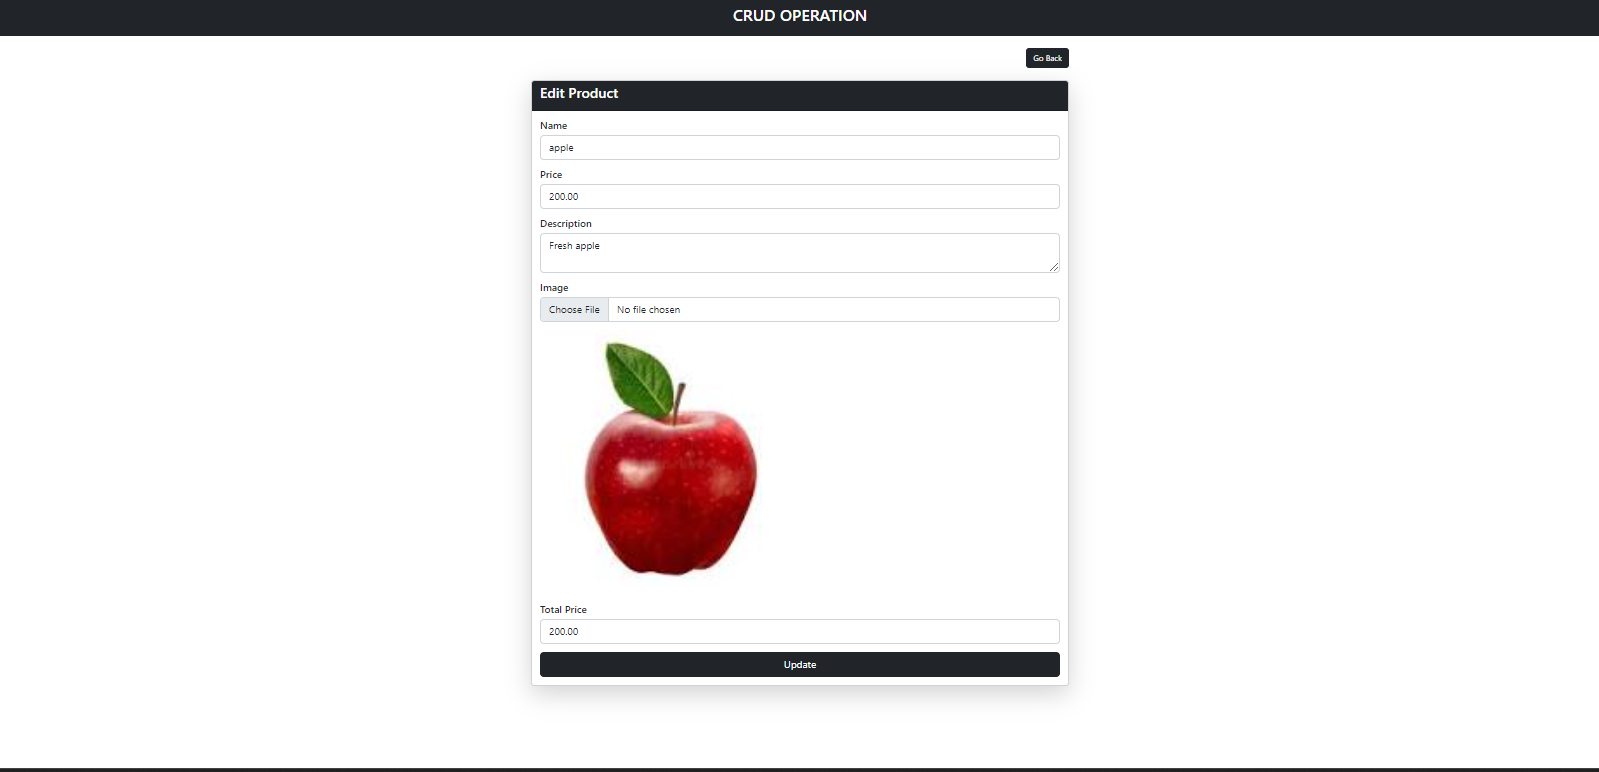 CRUD OPERATION
Go Back
Edit Product
Name
apple
Price
200.00
Description
Fresh apple
Image
Choose File No file chosen
Total Price
200.00
Update